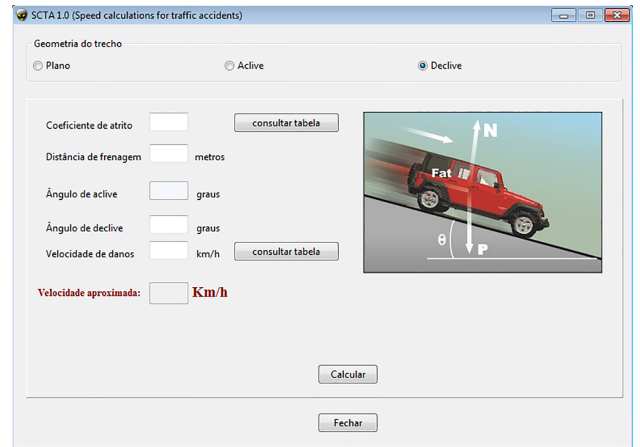 SCTA 1.0 (Speed calculations for traffic accidents)
Geometria do trecho
Plano
Aclive
Declive
Coeficiente de atrito
consultar tabela
Distância de frenagem
metros
Ângulo de aclive
graus
Ângulo de declive
graus
Velocidade de danos
km/h
consultar tabela
Velocidade aproximada:
Km/h
N
Fat
θ
P
Calcular
Fechar